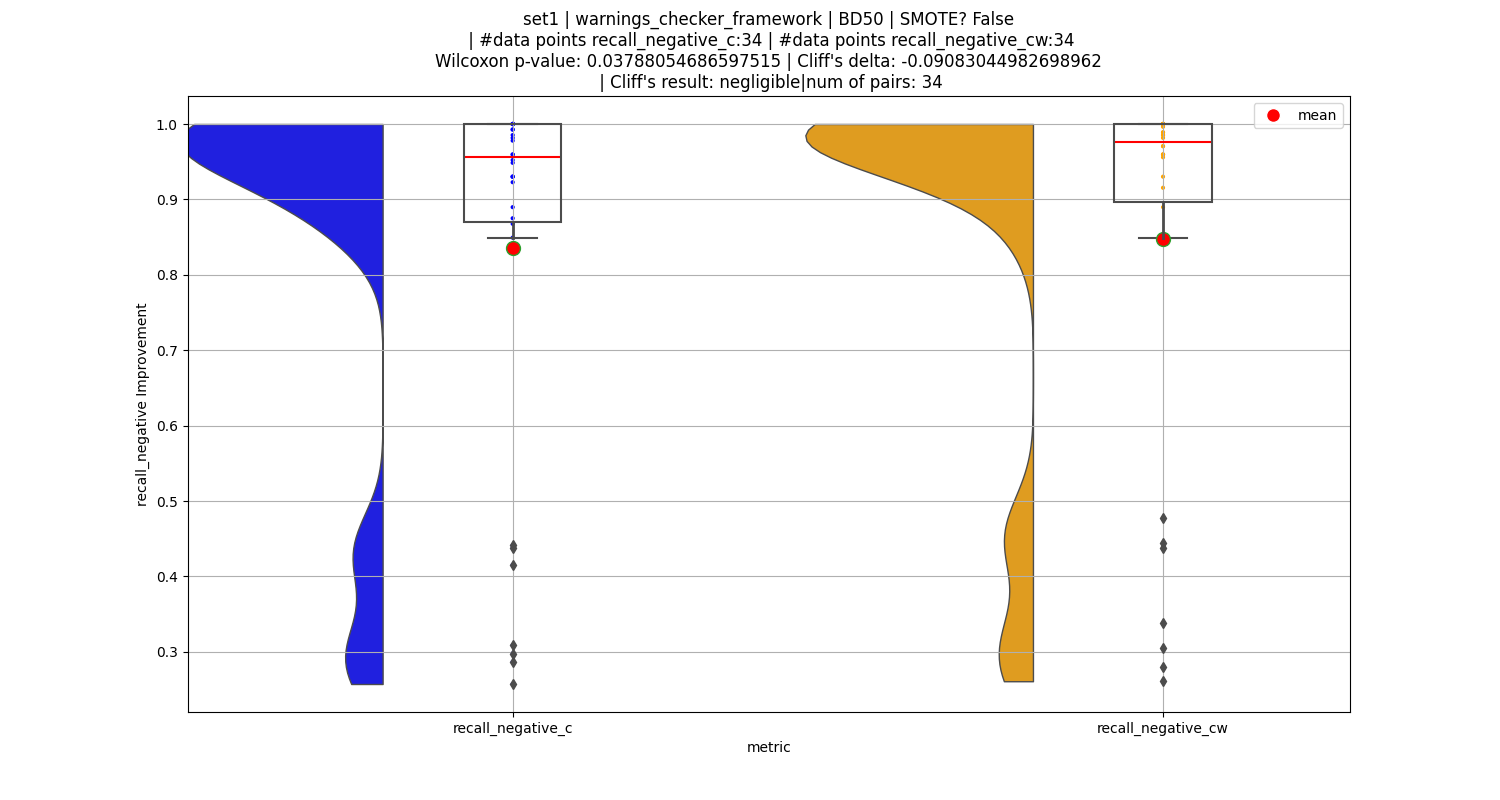 set1 | warnings_checker_framework | BD50 | SMOTE? False
| #data points recall_negative_c:34 | #data points recall_negative_cw:34
Wilcoxon p-value: 0.03788054686597515 | Cliff's delta: -0.09083044982698962
| Cliff's result: negligible|num of pairs: 34
mean
1.0
0.9
0.8
0.7
0.6
0.5
0.4
0.3
recall_negative Improvement
recall_negative_c
recall_negative_cw
metric